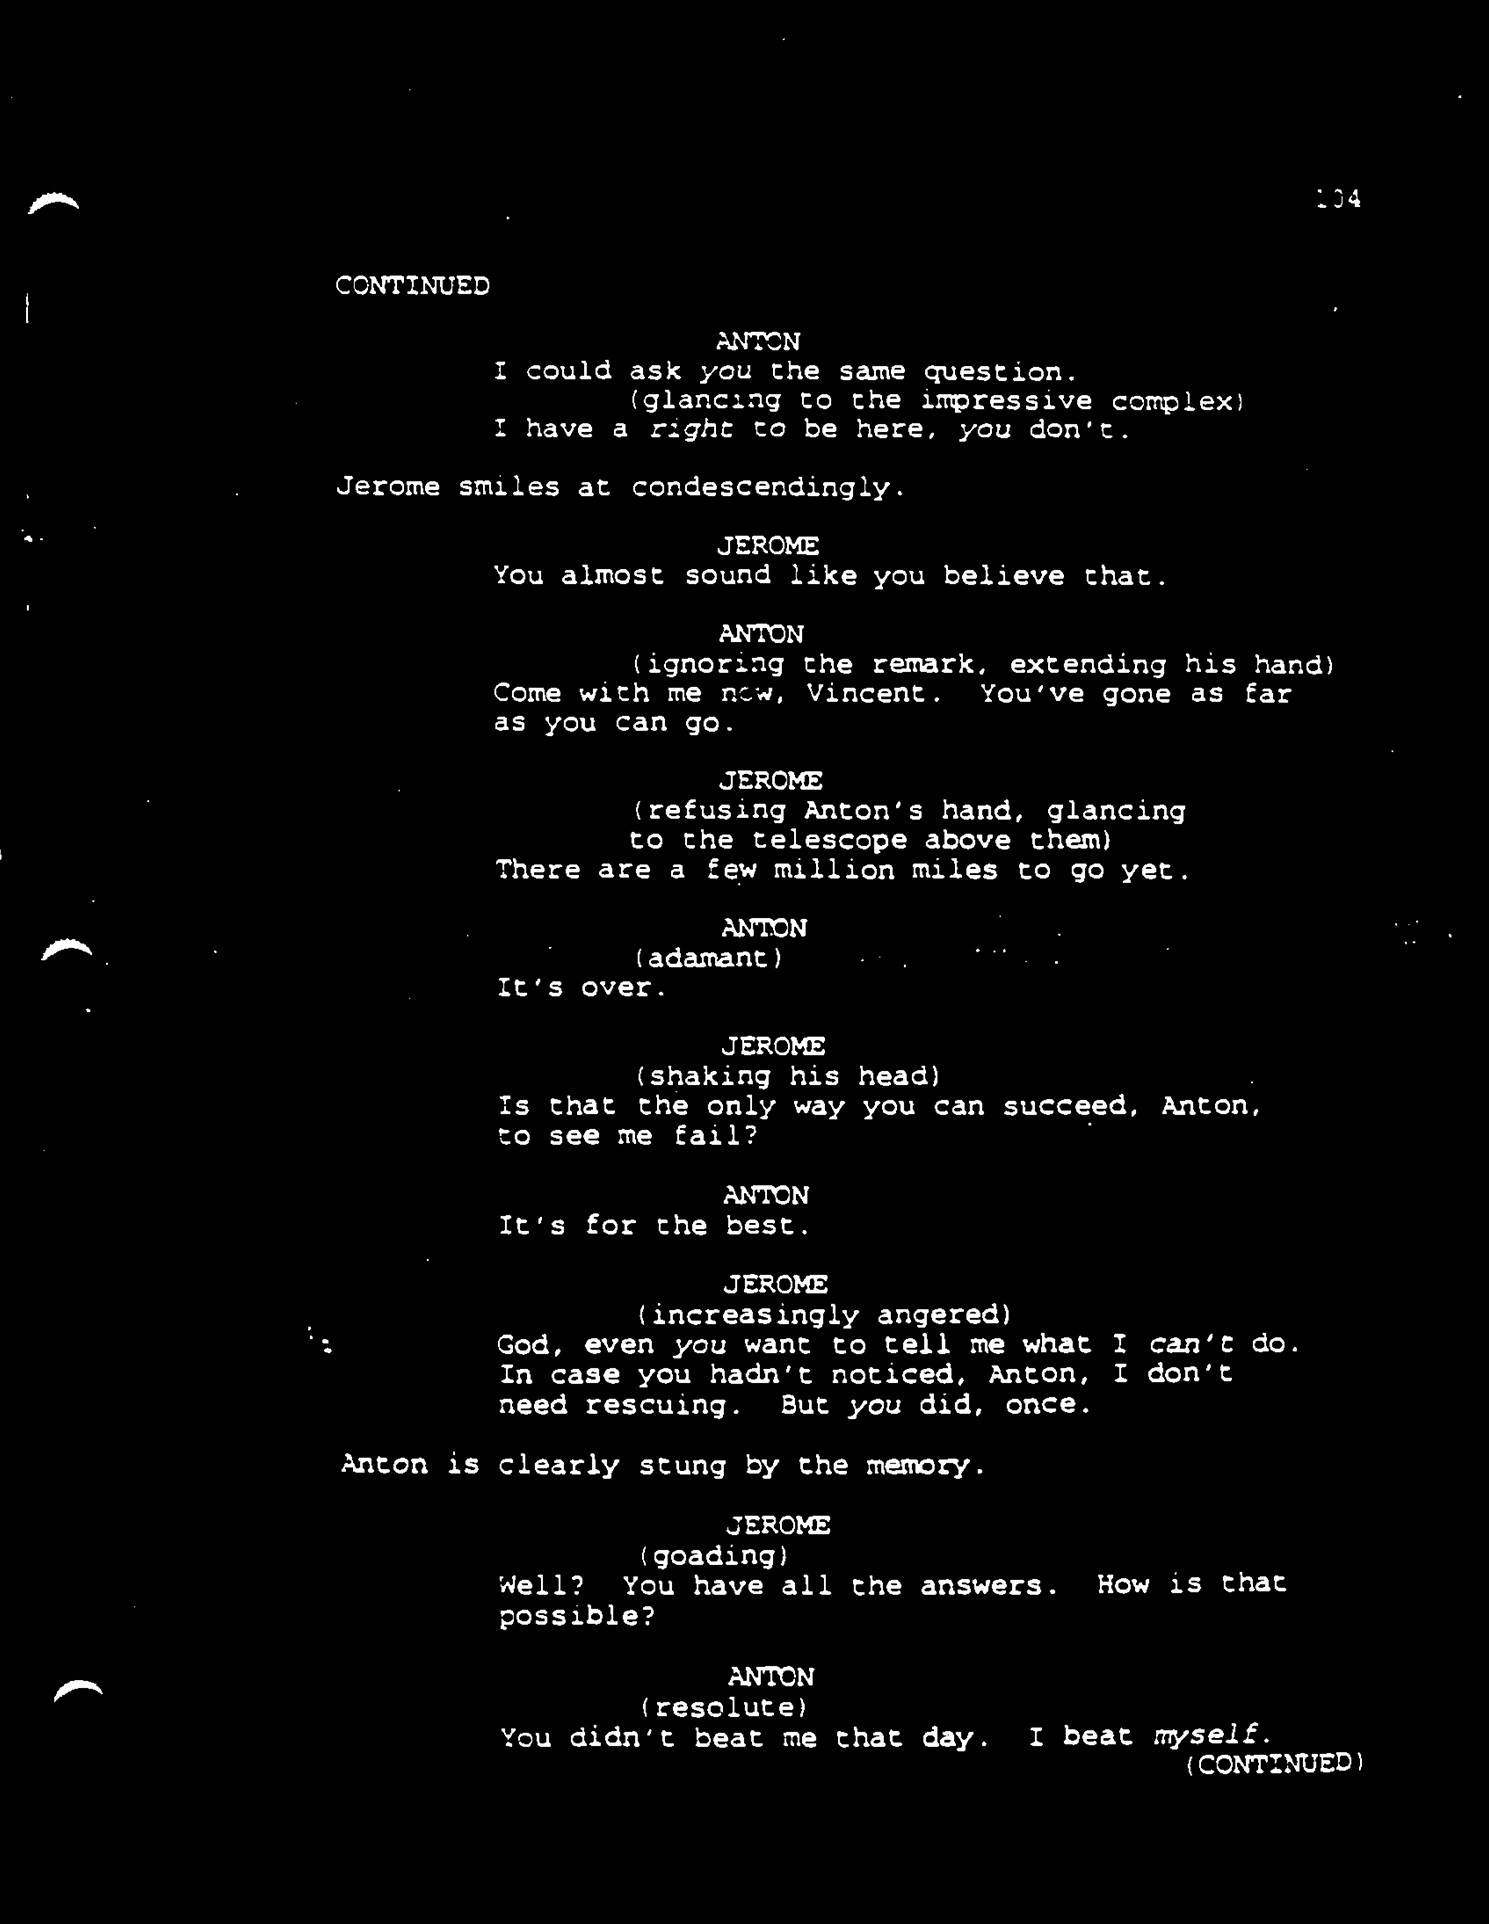 104
CONTINUED
ANTON
I could ask you the same question.
(glancing to the impressive complex)
I have a right to be here, you don't.
Jerome smiles at condescendingly.
JEROME
You almost sound like you believe that.
ANTON
(ignoring the remark, extending his hand)
Come with me now, Vincent. You've gone as far
as you can go.
JEROME
(refusing Anton's hand, glancing
to the telescope above them)
There are a few million miles to go yet.
ANTON
(adamant)
It's over.
JEROME
(shaking his head)
Is that the only way you can succeed, Anton,
to see me fail?
ANTON
It's for the best.
JEROME
(increasingly angered)
God, even you want to tell me what I can't do.
In case you hadn't noticed, Anton, I don't
need rescuing. But you did, once.
Anton is clearly stung by the memory.
JEROME
(goading)
Well? You have all the answers. How is that
possible?
ANTON
(resolute)
You didn't beat me that day. I beat myself.
(CONTINUED)